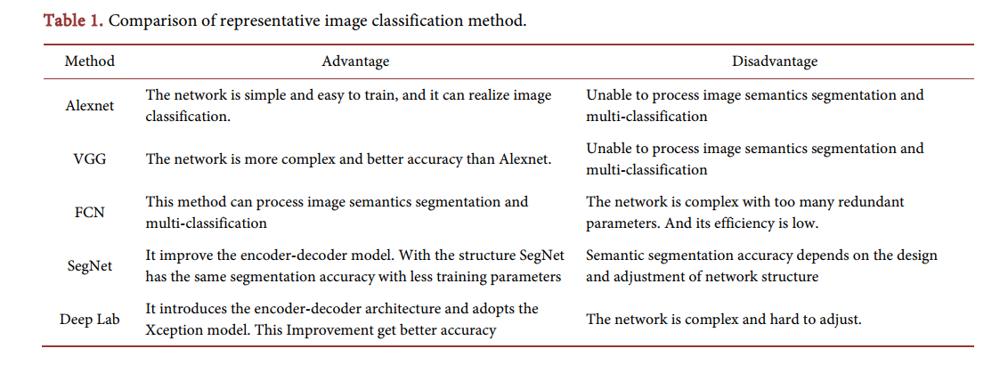 Table 1. Comparison of representative image classification method.
Method Advantage Disadvantage
Alexnet
The network is simple and easy to train, and it can realize image
classification.
Unable to process image semantics segmentation and
multi-classification
VGG
The network is more complex and better accuracy than Alexnet.
Unable to process image semantics segmentation and
multi-classification
FCN
This method can process image semantics segmentation and
multi-classification
The network is complex with too many redundant
parameters. And its efficiency is low.
SegNet
It improve the encoder-decoder model. With the structure SegNet
has the same segmentation accuracy with less training parameters
Semantic segmentation accuracy depends on the design
and adjustment of network structure
Deep Lab
It introduces the encoder-decoder architecture and adopts the
Xception model. This Improvement get better accuracy
The network is complex and hard to adjust.